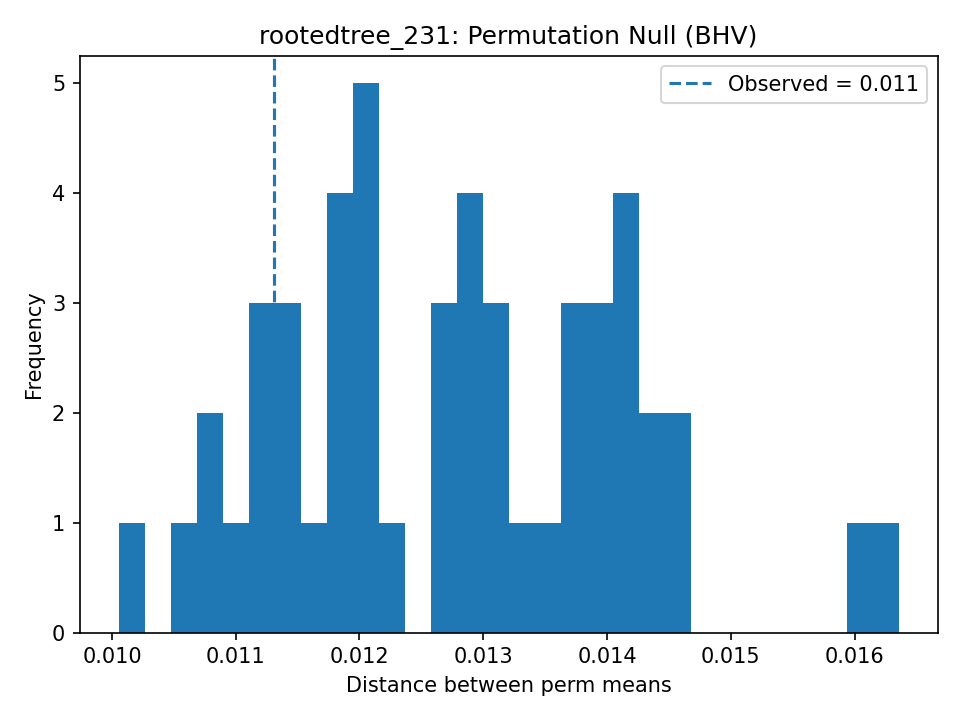 rootedtree_231: Permutation Null (BHV)
Observed = 0.011
5
4
3
2
1
0
Frequency
0.010 0.011 0.012 0.013 0.014 0.015 0.016
Distance between perm means